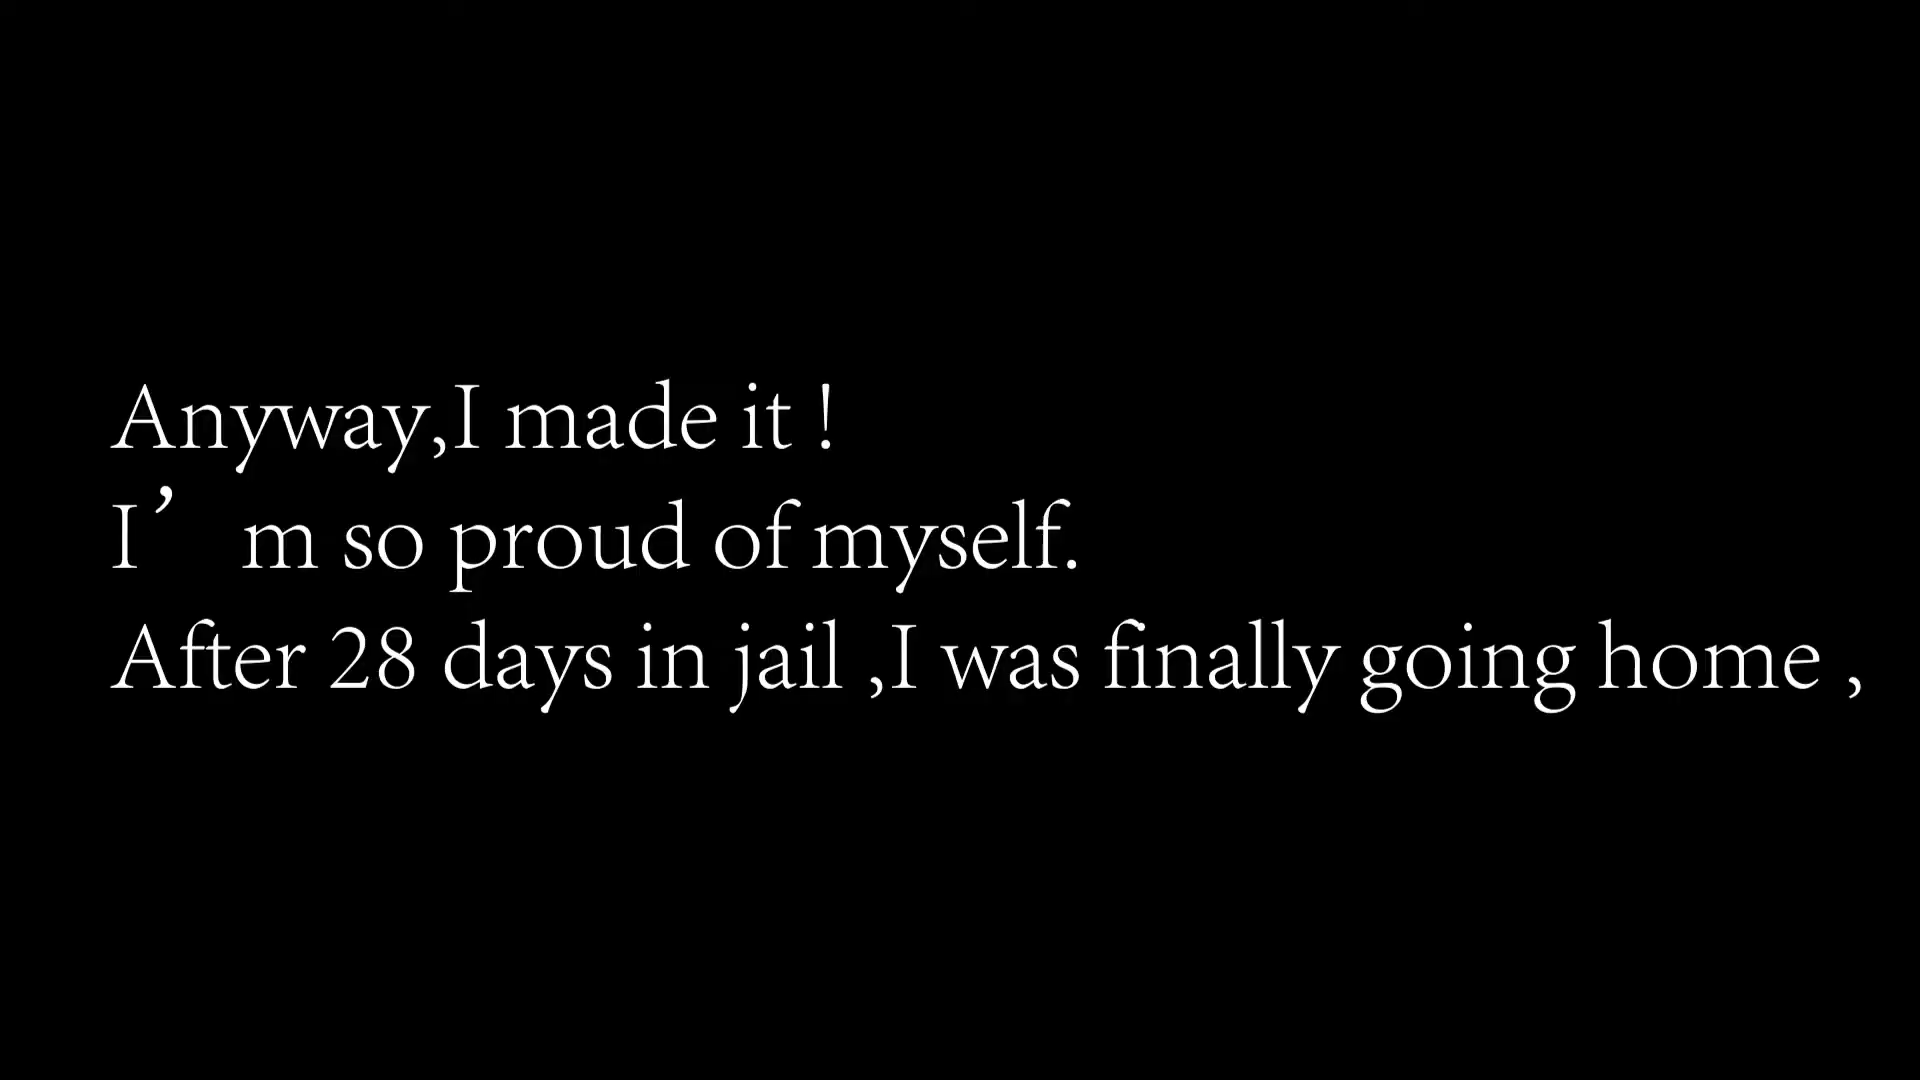 Anyway,I made it !
I’m so proud of myself.
After 28 days in jail ,I was finally going home ,